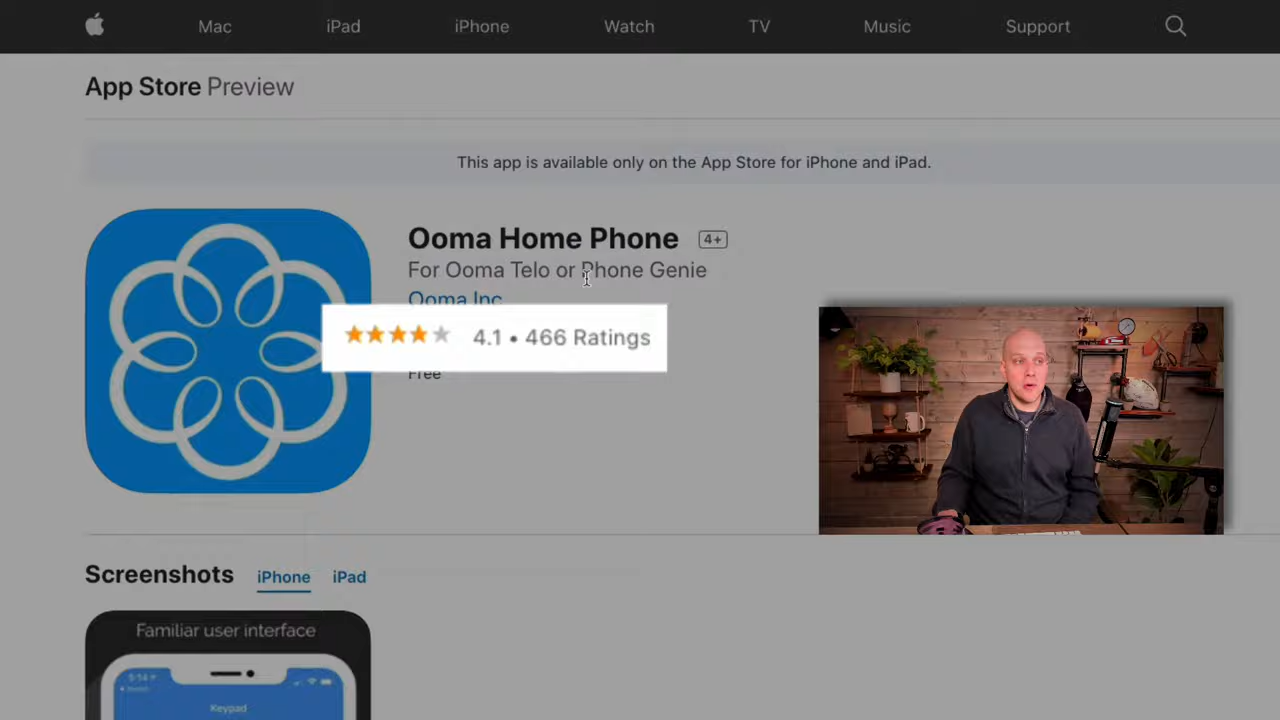 Mac iPad iPhone Watch TV Music Support
App Store Preview
This app is available only on the App Store for iPhone and iPad.
Ooma Home Phone 4+
For Ooma Telo or Phone Genie
Ooma Inc
4.1 • 466 Ratings
Free
Screenshots iPhone iPad
Familiar user interface
Keypad